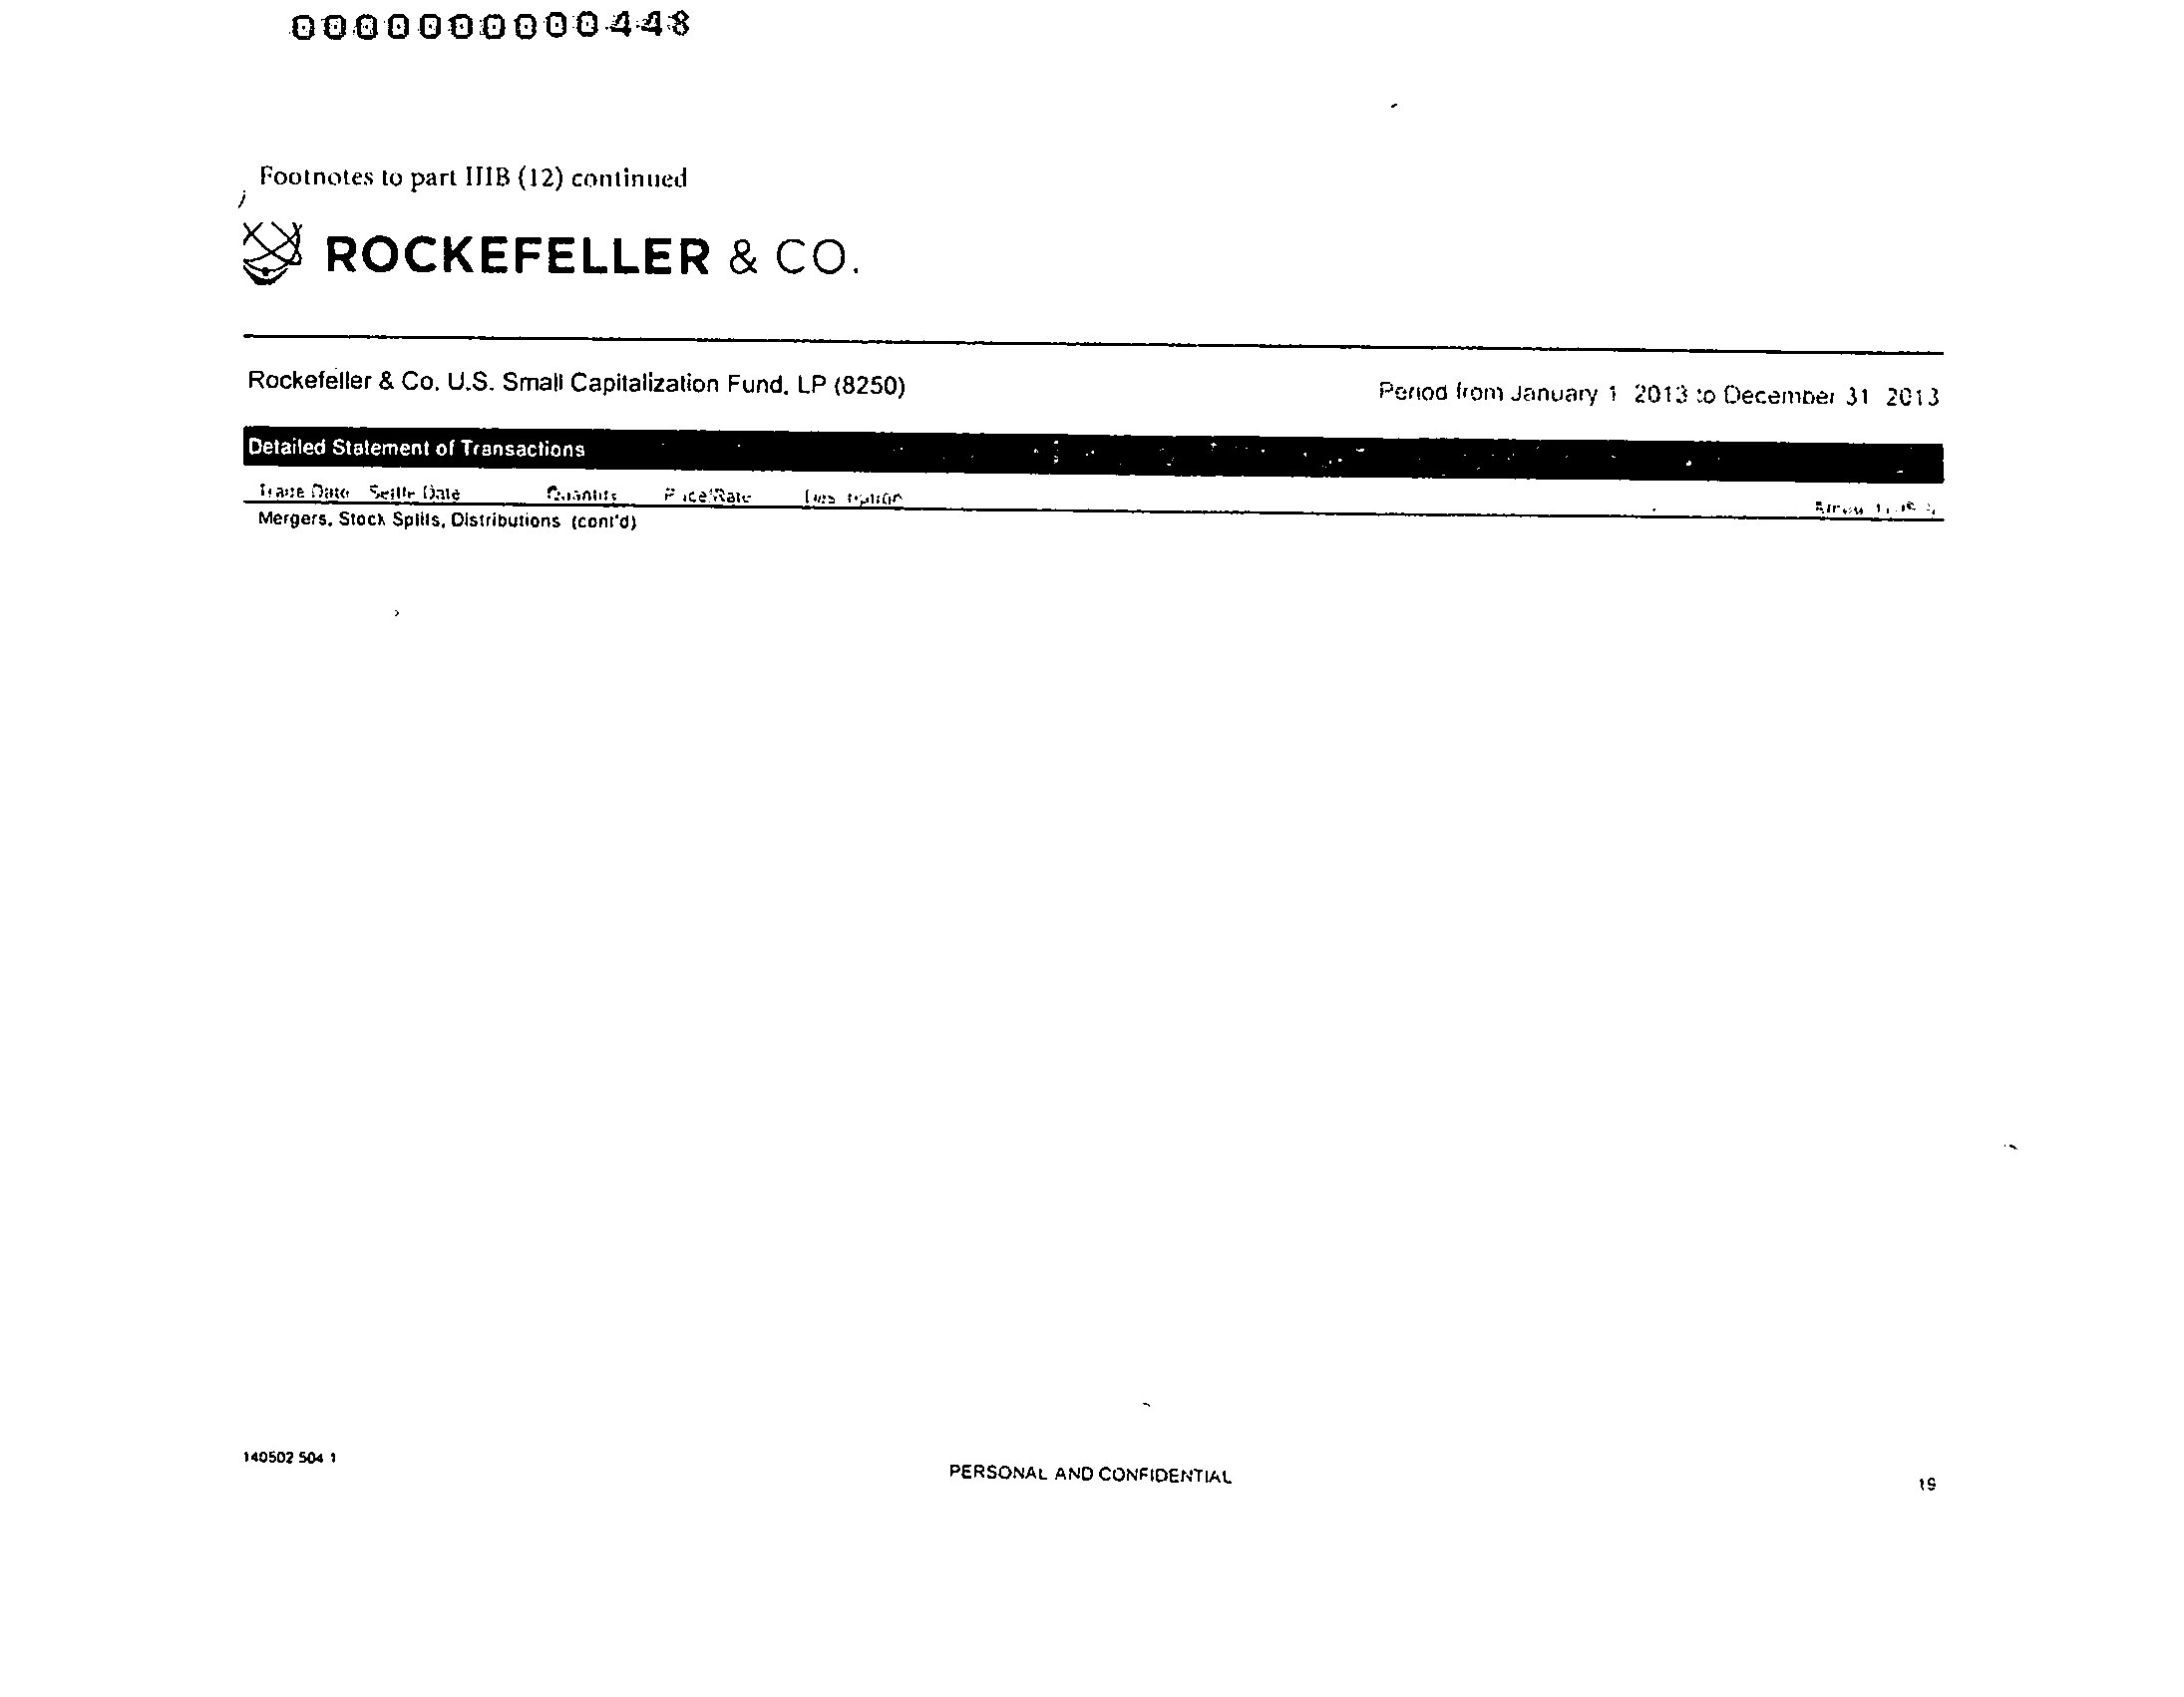 0000000000448
Footnotes to part IIIB (12) continued
ROCKEFELLER & CO.
Rockefeller & Co. U.S. Small Capitalization Fund, LP (8250)
Period from January 1 2013 to December 31 2013
Detailed Statement of Transactions
Trade Date Settle Date Quantity Price/Rate Description
Mergers, Stock Splits, Distributions (cont'd)
140502 504 1
PERSONAL AND CONFIDENTIAL
19